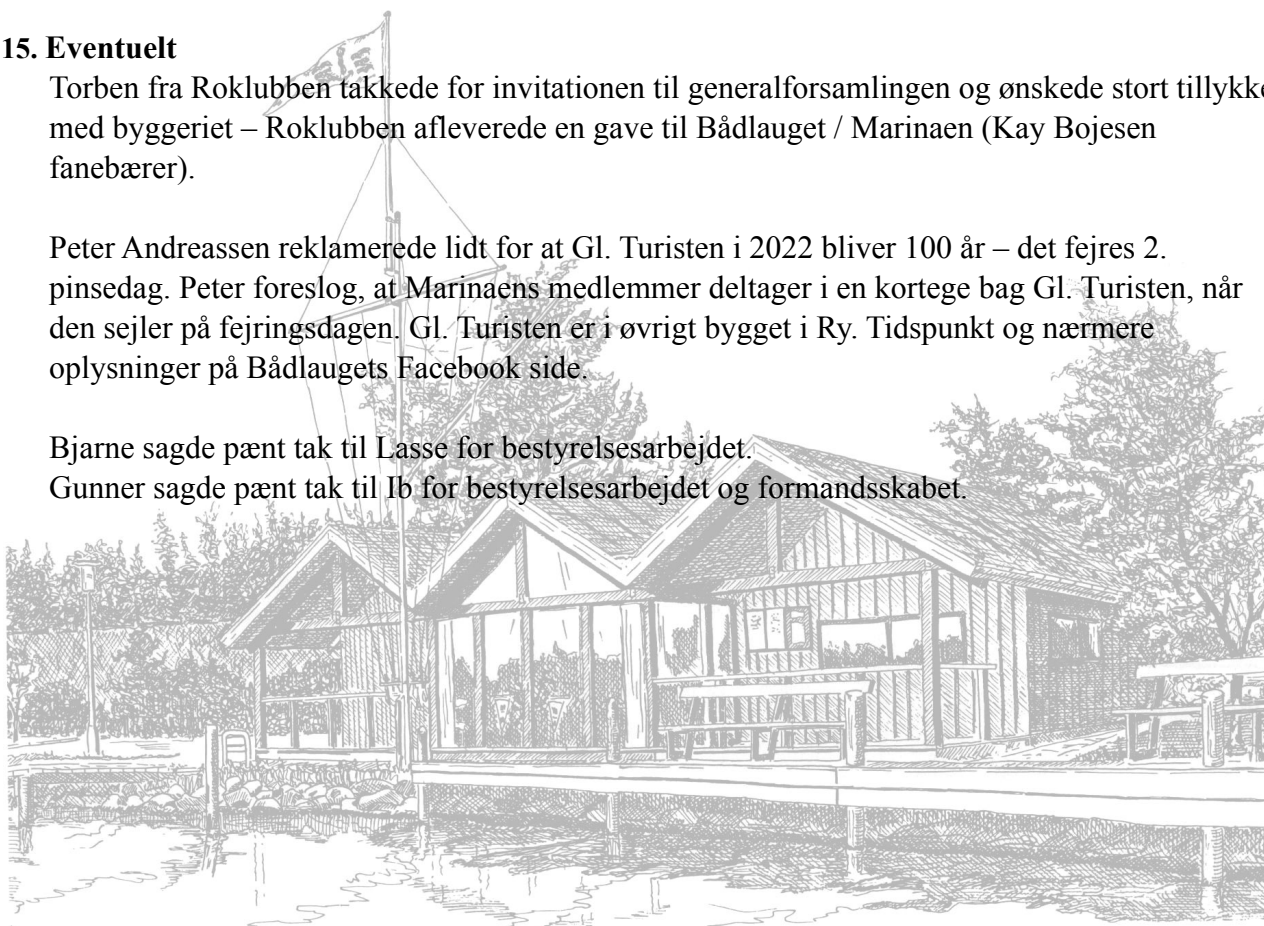 15. Eventuelt
Torben fra Roklubben takkede for invitationen til generalforsamlingen og ønskede stort tillykke
med byggeriet – Roklubben afleverede en gave til Bådlauget / Marinaen (Kay Bojesen
fanebærer).
Peter Andreassen reklamerede lidt for at Gl. Turisten i 2022 bliver 100 år – det fejres 2.
pinsedag. Peter foreslog, at Marinaens medlemmer deltager i en kortege bag Gl. Turisten, når
den sejler på fejringsdagen. Gl. Turisten er i øvrigt bygget i Ry. Tidspunkt og nærmere
oplysninger på Bådlaugets Facebook side.
Bjarne sagde pænt tak til Lasse for bestyrelsesarbejdet.
Gunner sagde pænt tak til Ib for bestyrelsesarbejdet og formandsskabet.